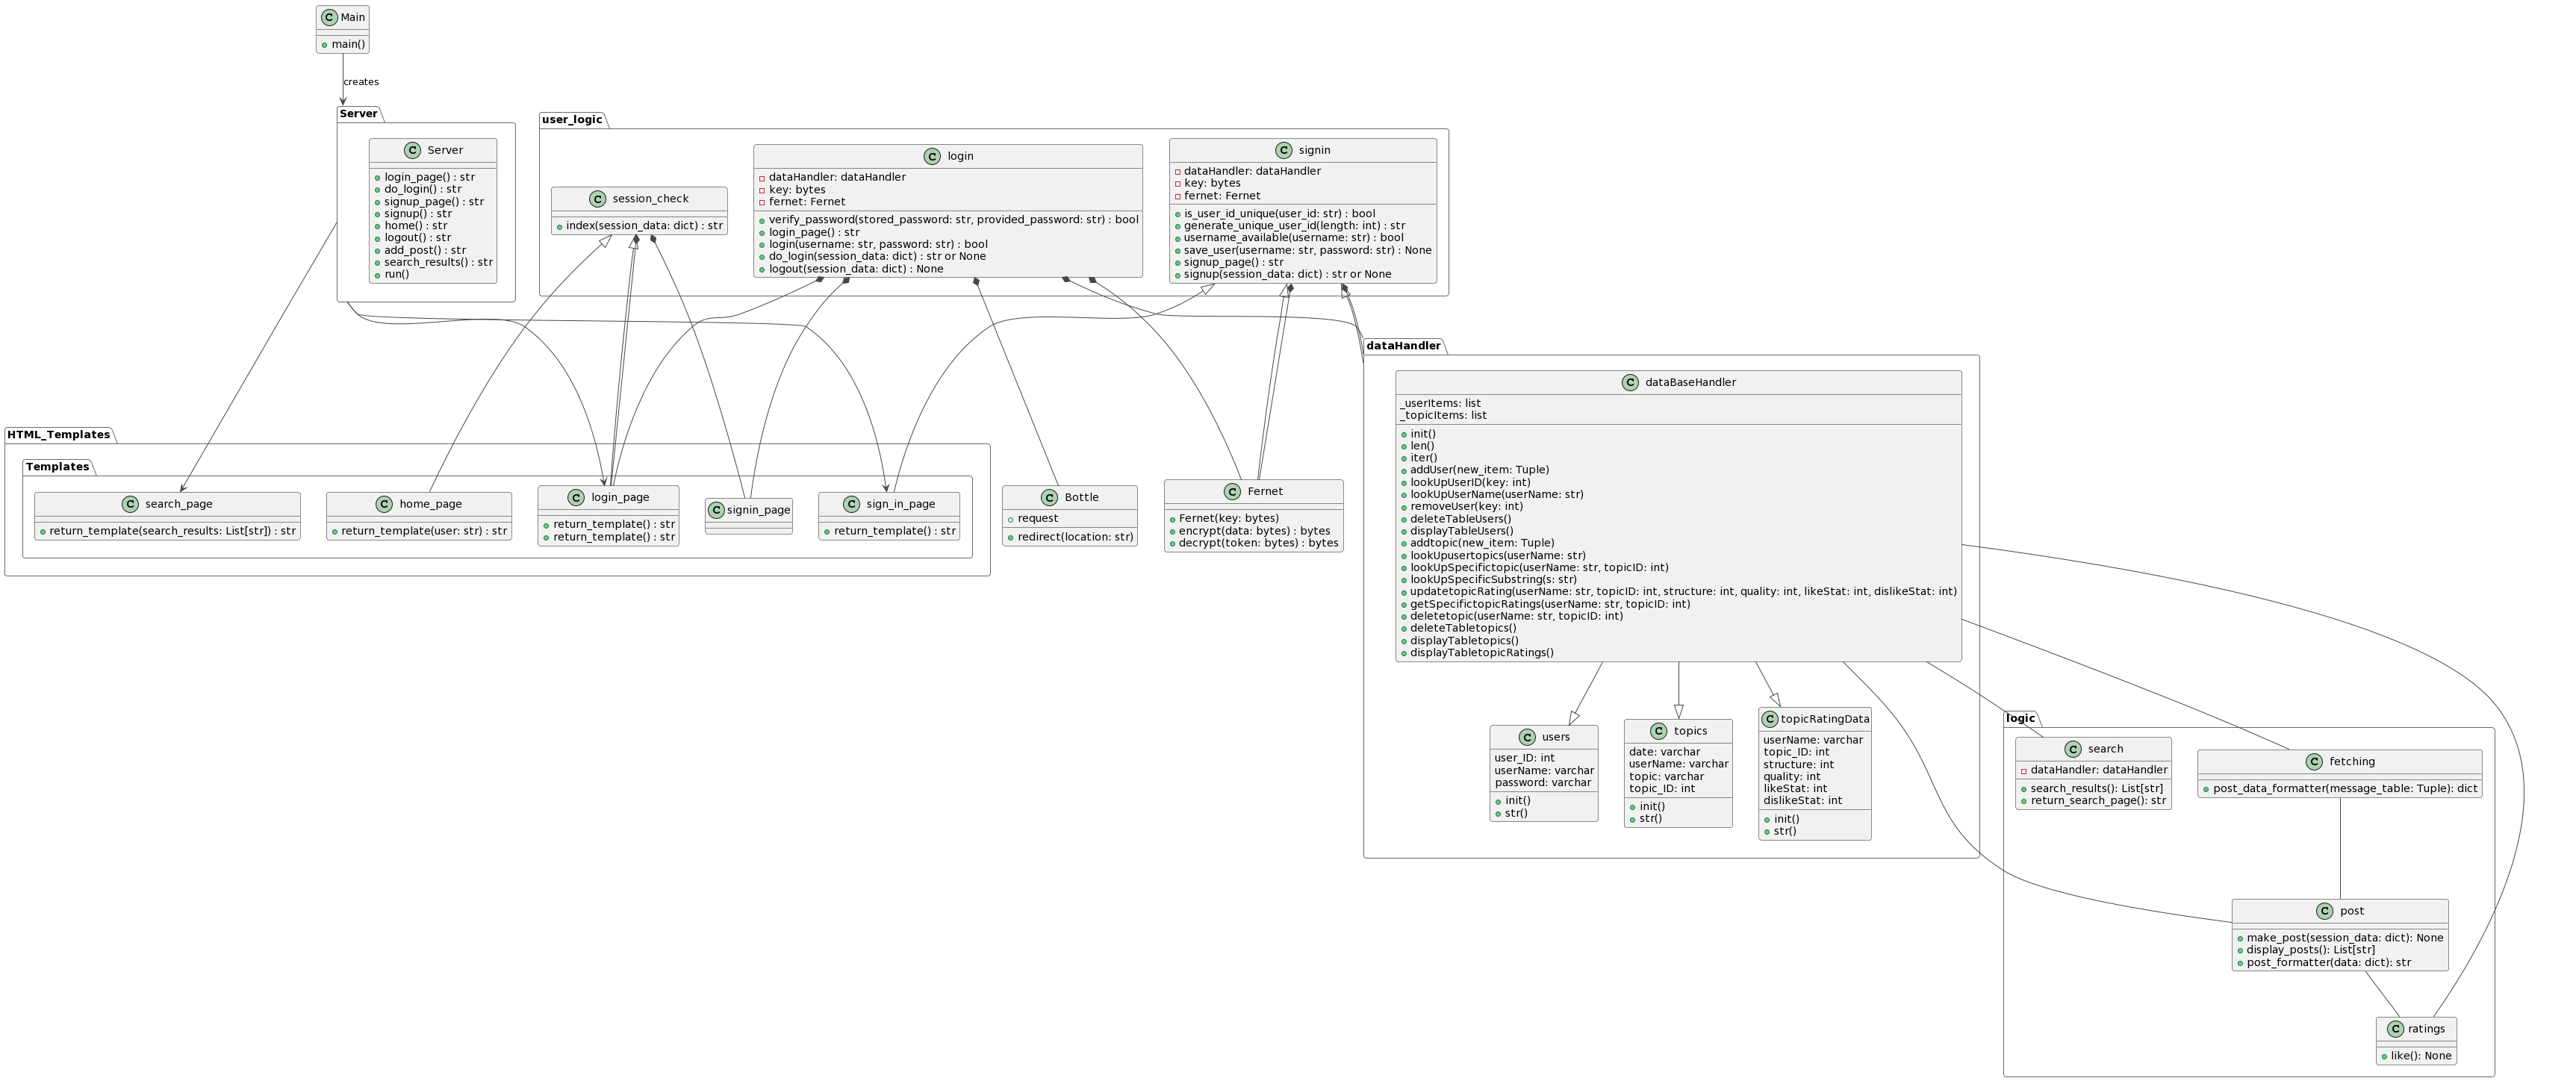 C Main
main()
creates
Server
C Server
login_page() : str
do_login() : str
signup_page() : str
signup() : str
home() : str
logout() : str
add_post() : str
search_results() : str
run()
user_logic
C session_check
index(session_data: dict) : str
C login
dataHandler: dataHandler
key: bytes
fernet: Fernet
verify_password(stored_password: str, provided_password: str) : bool
login_page() : str
login(username: str, password: str) : bool
do_login(session_data: dict) : str or None
logout(session_data: dict) : None
C signin
dataHandler: dataHandler
key: bytes
fernet: Fernet
is_user_id_unique(user_id: str) : bool
generate_unique_user_id(length: int) : str
username_available(username: str) : bool
save_user(username: str, password: str) : None
signup_page() : str
signup(session_data: dict) : str or None
HTML_Templates
Templates
C search_page
return_template(search_results: List[str]) : str
C home_page
return_template(user: str) : str
C login_page
return_template() : str
return_template() : str
C signin_page
C sign_in_page
return_template() : str
C Bottle
request
redirect(location: str)
C Fernet
Fernet(key: bytes)
encrypt(data: bytes) : bytes
decrypt(token: bytes) : bytes
dataHandler
C dataBaseHandler
_userItems: list
_topicItems: list
init()
len()
iter()
addUser(new_item: Tuple)
lookUpUserID(key: int)
lookUpUserName(userName: str)
removeUser(key: int)
deleteTableUsers()
displayTableUsers()
addtopic(new_item: Tuple)
lookUpusertopics(userName: str)
lookUpSpecifictopic(userName: str, topicID: int)
lookUpSpecificSubstring(s: str)
updatetopicRating(userName: str, topicID: int, structure: int, quality: int, likeStat: int, dislikeStat: int)
getSpecifictopicRatings(userName: str, topicID: int)
deletetopic(userName: str, topicID: int)
deleteTabletopics()
displayTabletopics()
displayTabletopicRatings()
C users
user_ID: int
userName: varchar
password: varchar
init()
str()
C topics
date: varchar
userName: varchar
topic: varchar
topic_ID: int
init()
str()
C topicRatingData
userName: varchar
topic_ID: int
structure: int
quality: int
likeStat: int
dislikeStat: int
init()
str()
logic
C search
dataHandler: dataHandler
search_results(): List[str]
return_search_page(): str
C fetching
post_data_formatter(message_table: Tuple): dict
C post
make_post(session_data: dict): None
display_posts(): List[str]
post_formatter(data: dict): str
C ratings
like(): None